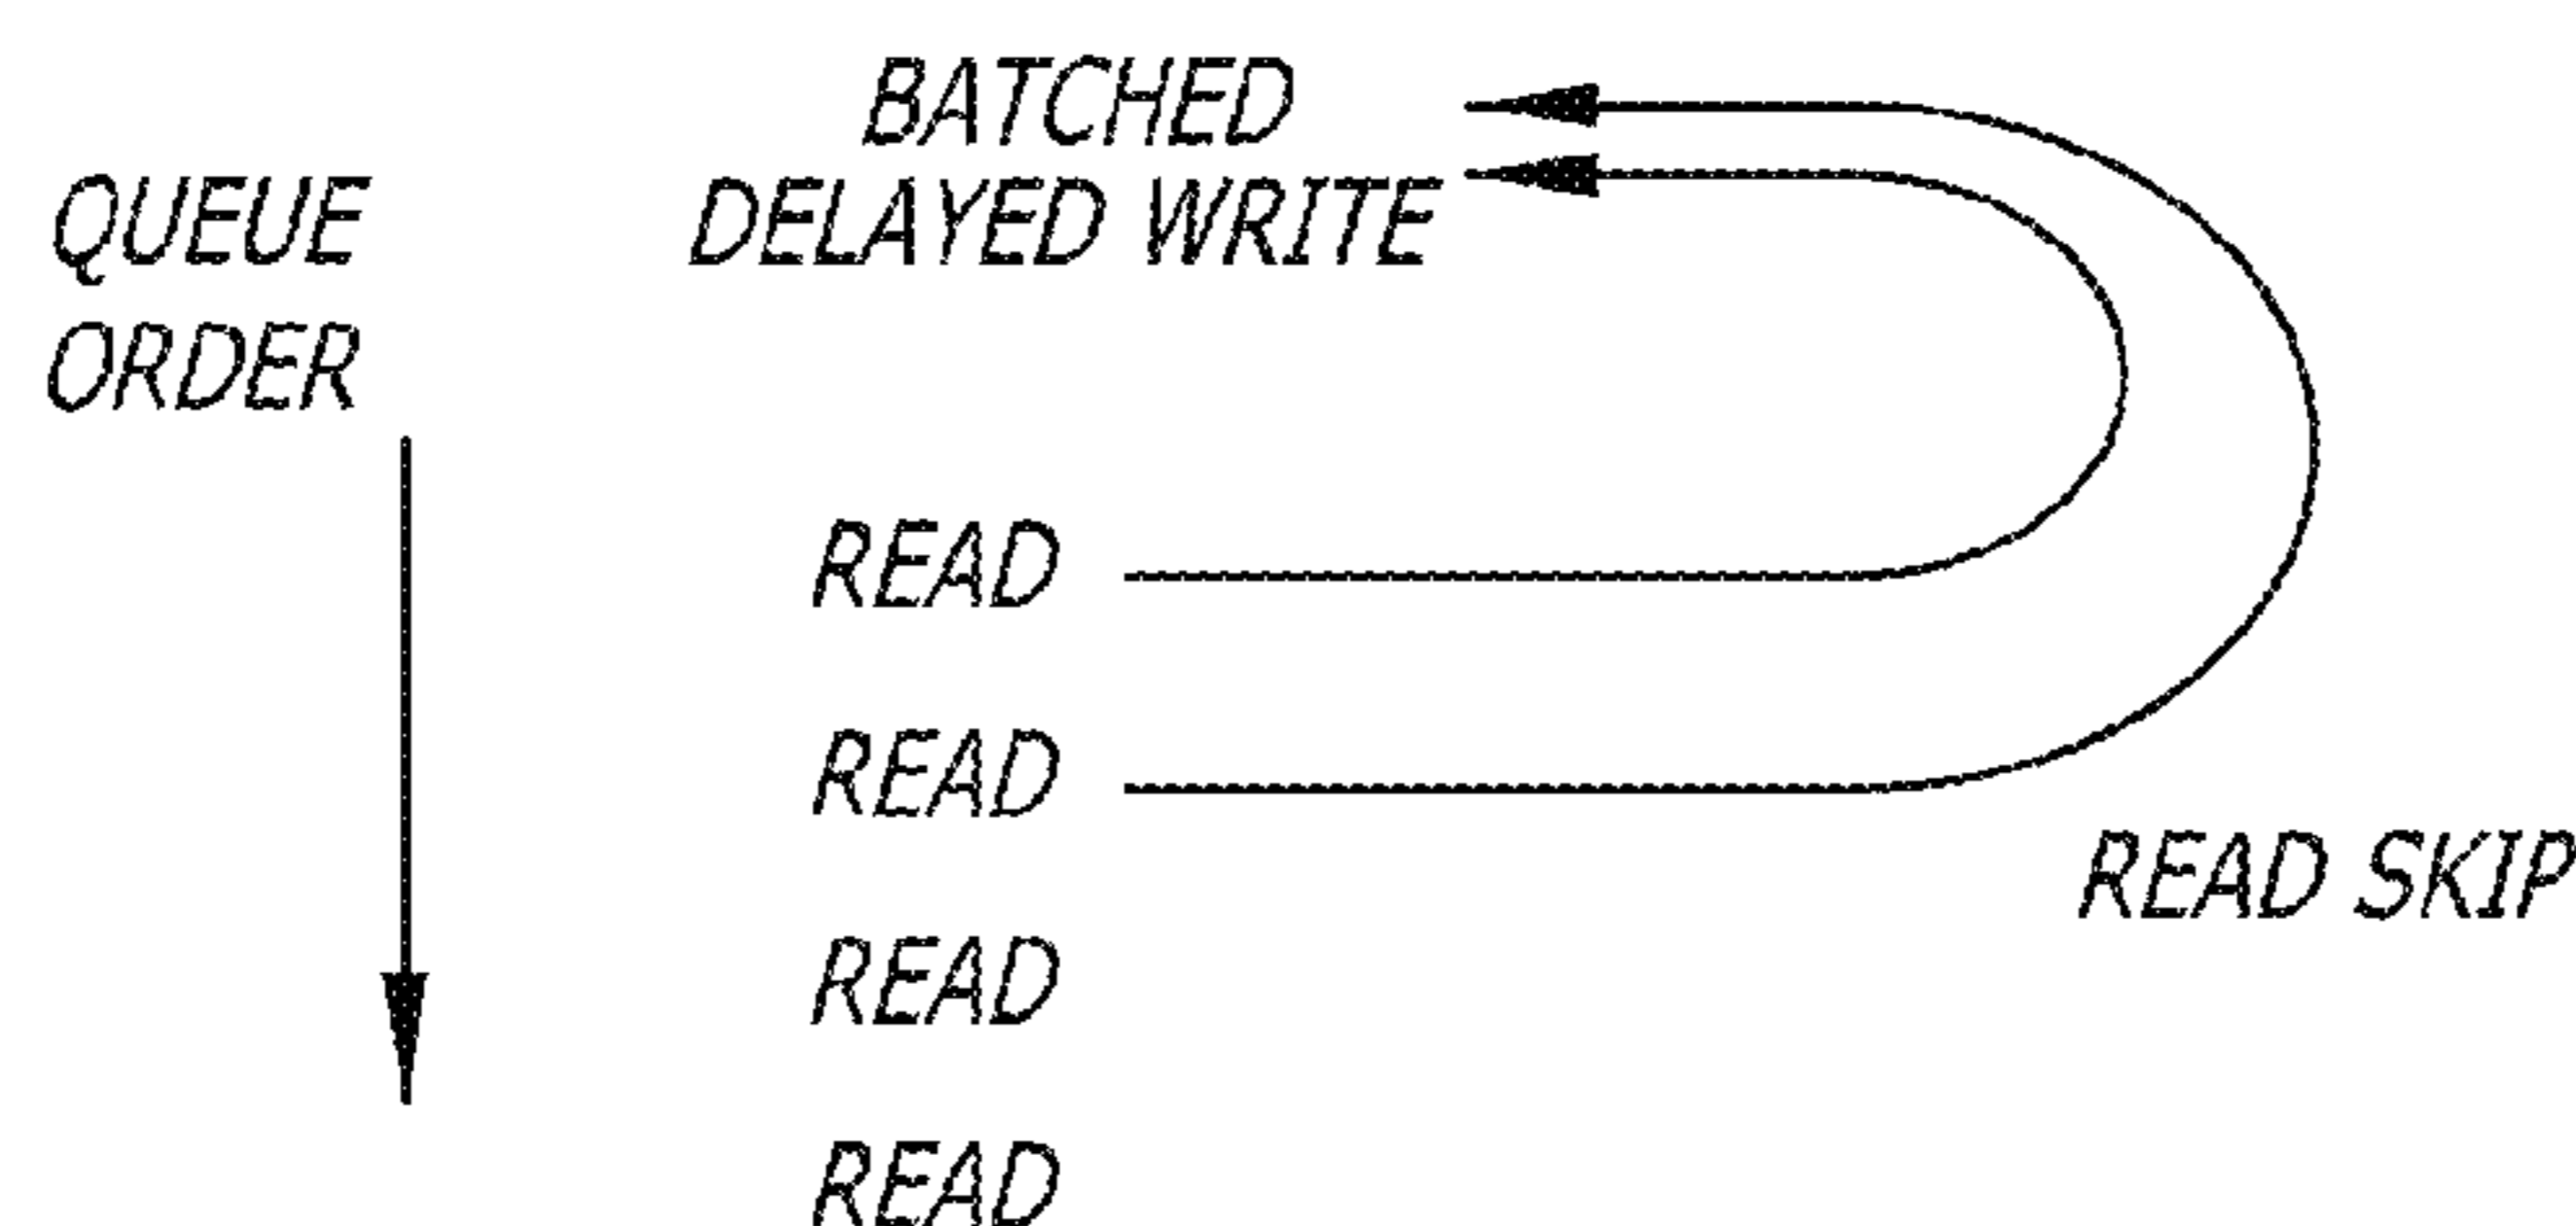 QUEUE
ORDER
BATCHED
DELAYED WRITE
READ
READ
READ SKIP
READ
READ